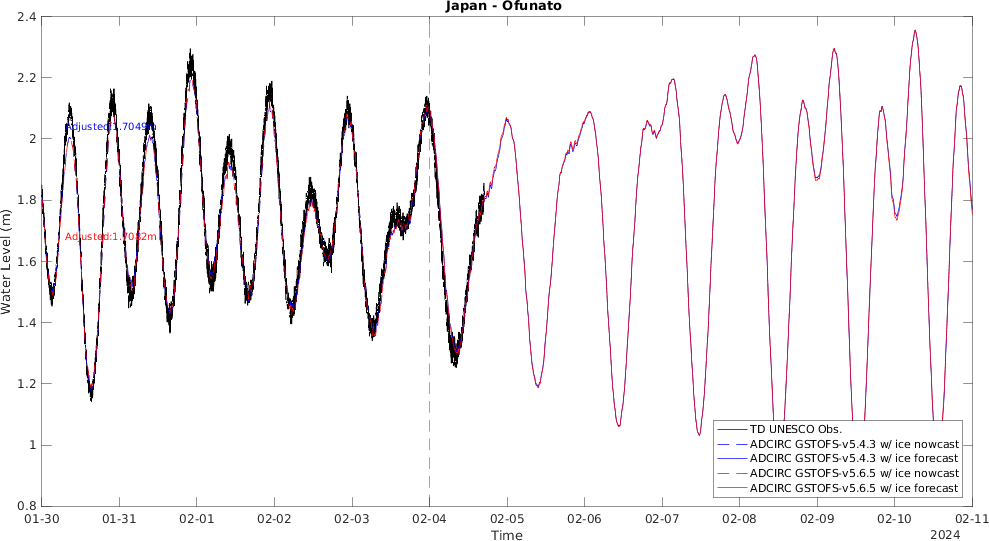 Japan - Ofunato
2.4
2.2
2
1.8
1.6
1.4
1.2
1
0.8
Water Level (m)
Adjusted:1.7049m
Adjusted:1.7082m
TD UNESCO Obs.
ADCIRC GSTOFS-v5.4.3 w/ ice nowcast
ADCIRC GSTOFS-v5.4.3 w/ ice forecast
ADCIRC GSTOFS-v5.6.5 w/ ice nowcast
ADCIRC GSTOFS-v5.6.5 w/ ice forecast
01-30 01-31 02-01 02-02 02-03 02-04 02-05 02-06 02-07 02-08 02-09 02-10 02-11
Time
2024